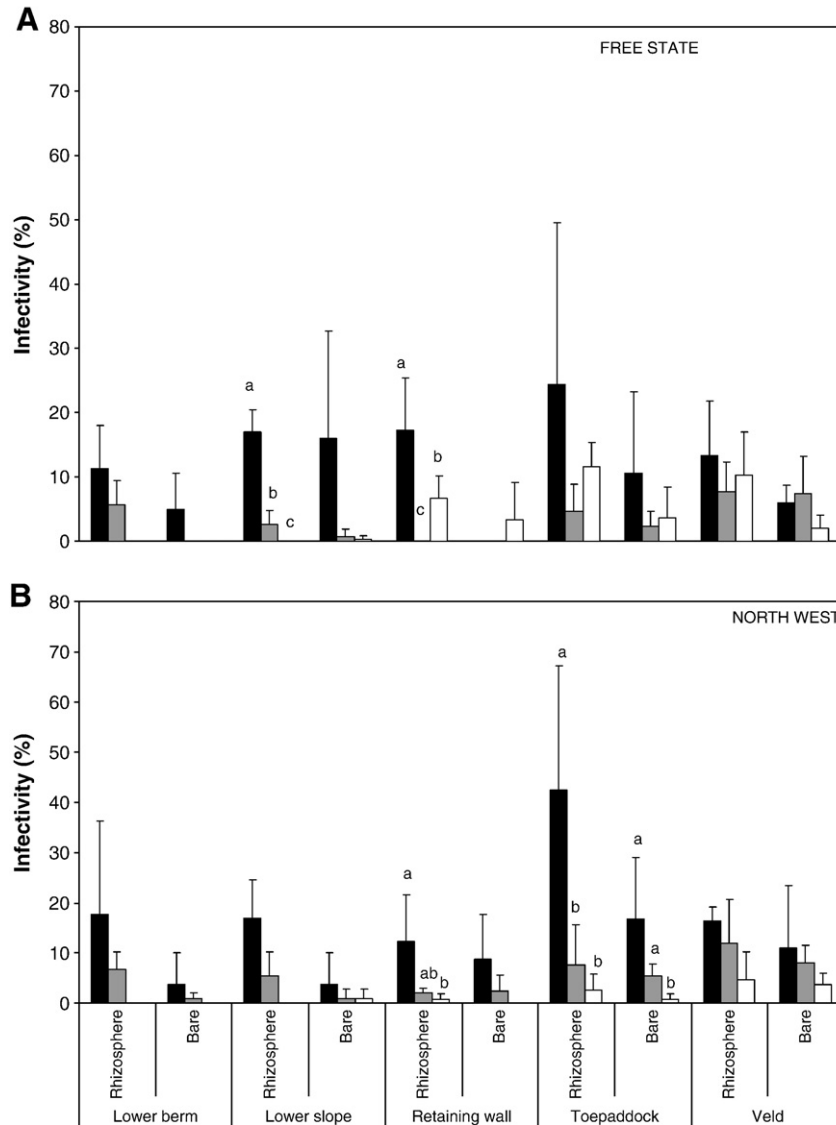 A
FREE STATE
80
70
60
50
40
30
20
10
0
Infectivity (%)
a
b
c
a
c
b
B
NORTH WEST
80
70
60
50
40
30
20
10
0
Infectivity (%)
a
ab
b
a
b
b
a
a
b
Rhizosphere Bare Rhizosphere Bare Rhizosphere Bare Rhizosphere Bare Rhizosphere Bare
Lower berm Lower slope Retaining wall Toepaddock Veld